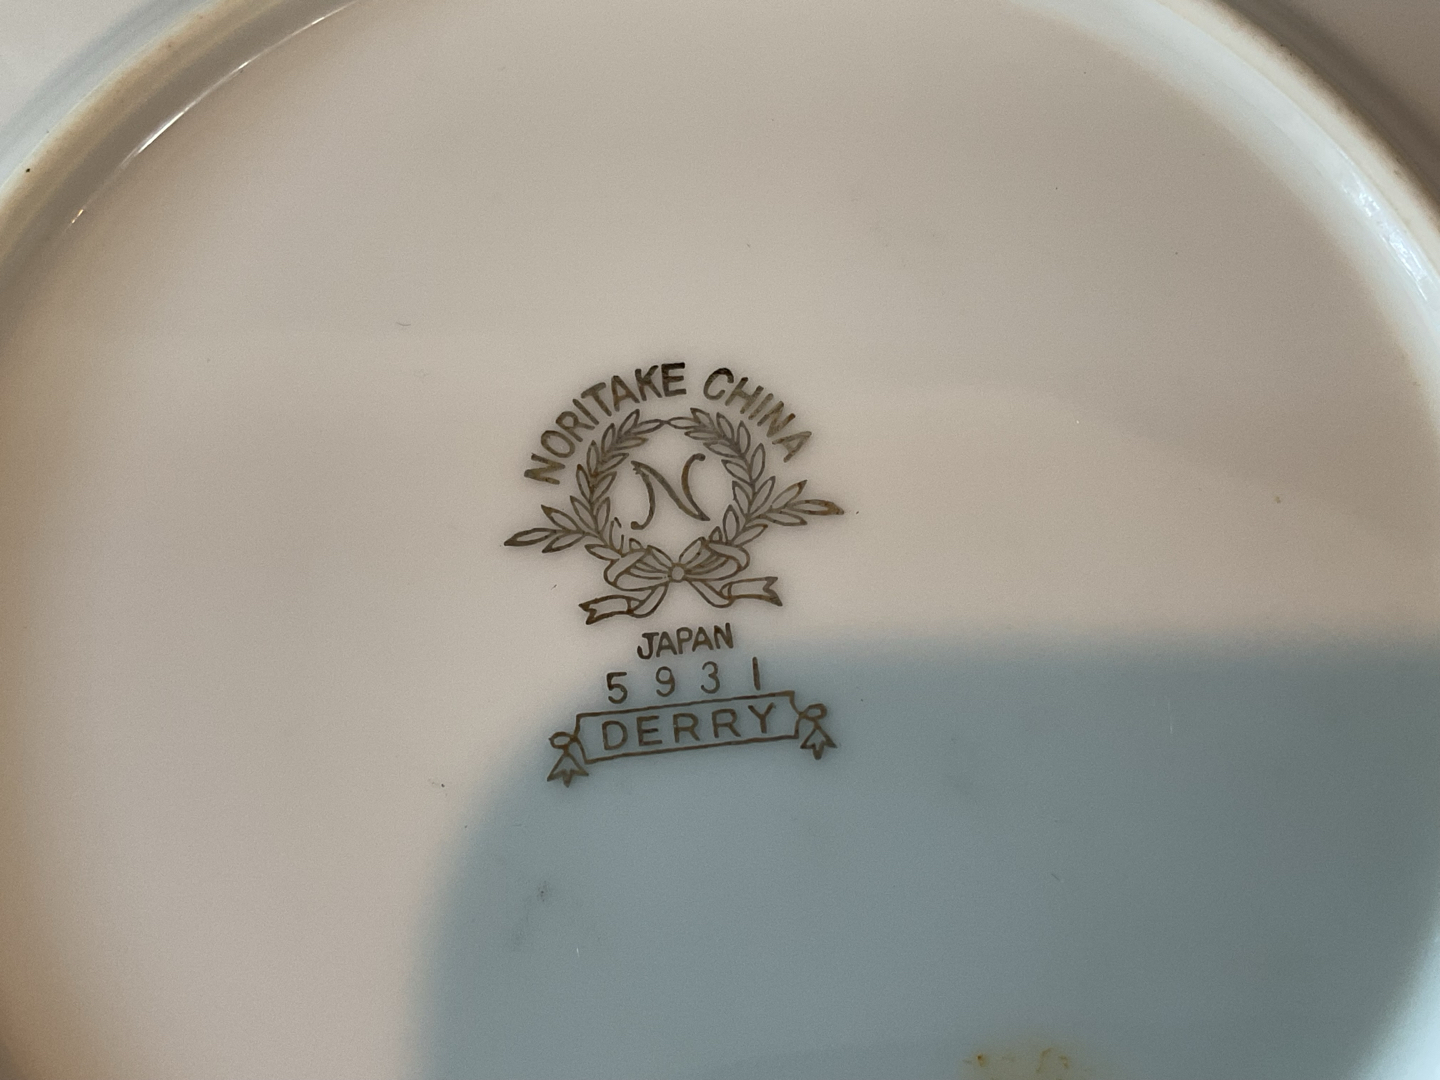 NORITAKE CHINA
N
JAPAN
5931
DERRY